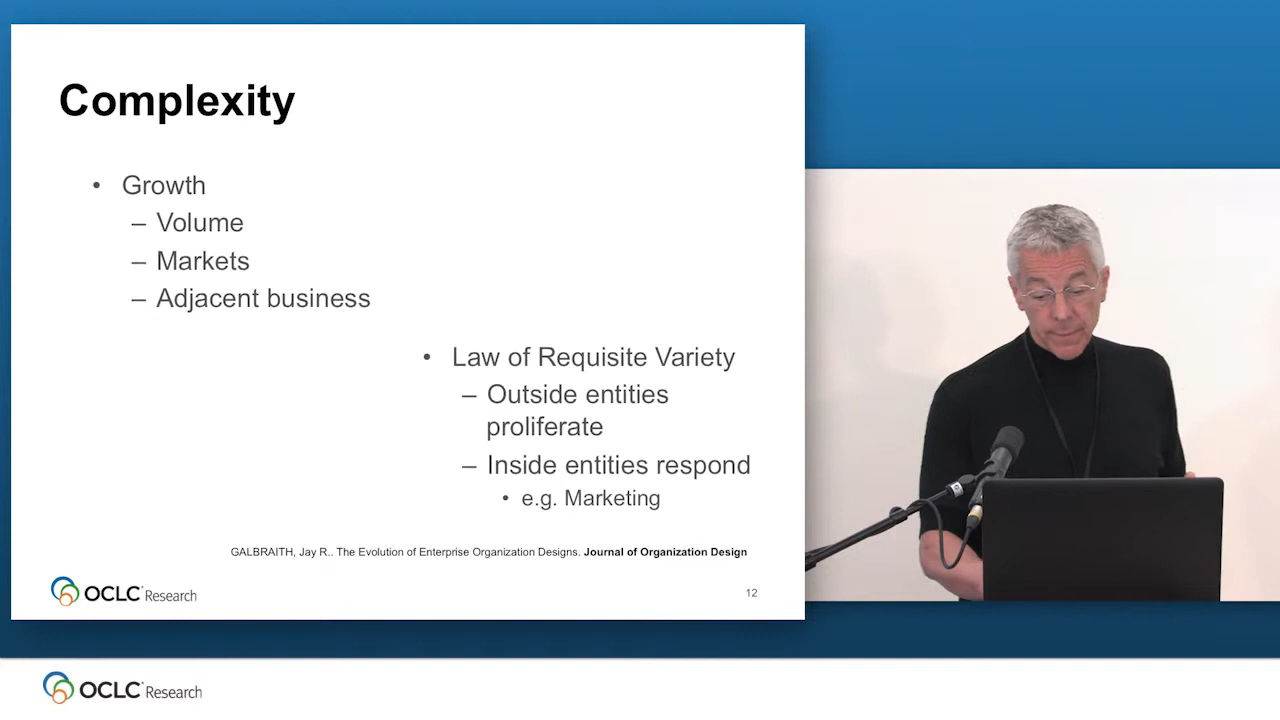 Complexity
• Growth
– Volume
– Markets
– Adjacent business
• Law of Requisite Variety
– Outside entities
proliferate
– Inside entities respond
• e.g. Marketing
GALBRAITH, Jay R.. The Evolution of Enterprise Organization Designs. Journal of Organization Design
OCLC Research
12
OCLC Research